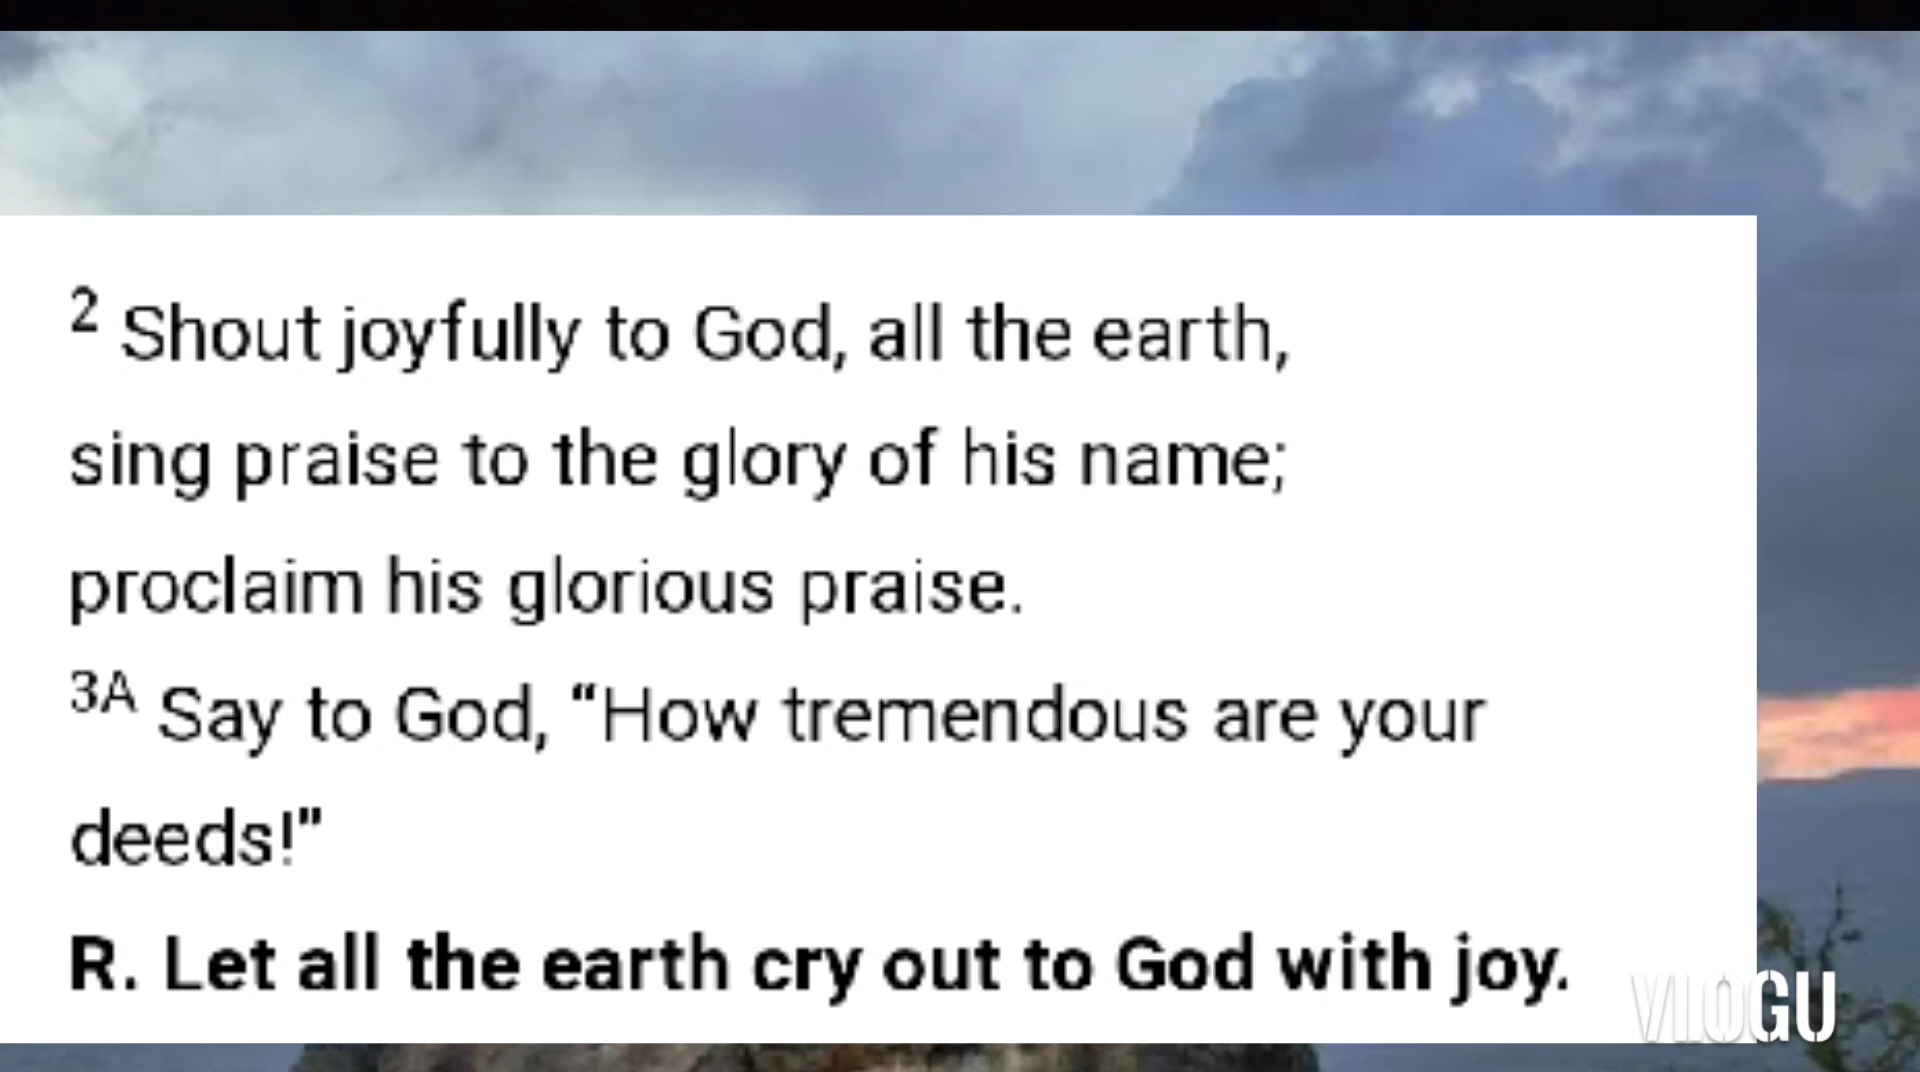 2 Shout joyfully to God, all the earth,
sing praise to the glory of his name;
proclaim his glorious praise.
3A Say to God, “How tremendous are your
deeds!”
R. Let all the earth cry out to God with joy.
VLOGU